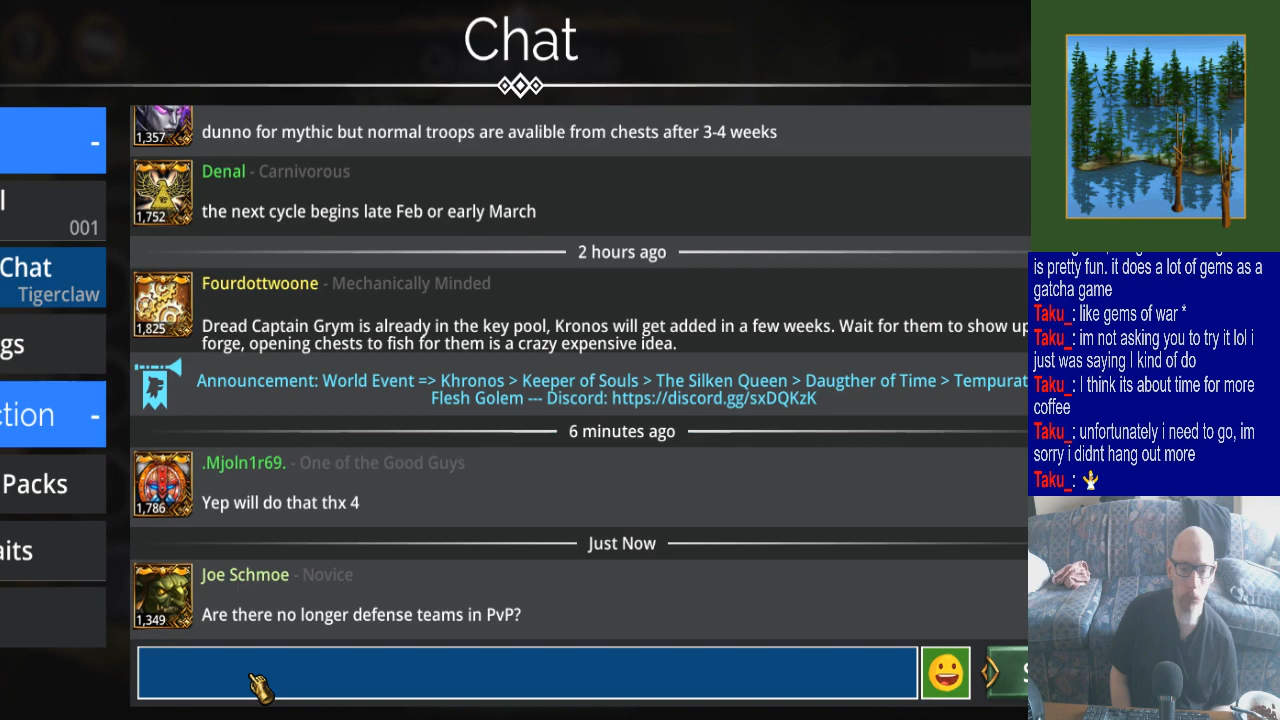 Chat
-
l
001
Chat
Tigerclaw
gs
ction
-
Packs
aits
1,357
dunno for mythic but normal troops are avalible from chests after 3-4 weeks
Denal - Carnivorous
1,752
the next cycle begins late Feb or early March
2 hours ago
Fourdottwoone - Mechanically Minded
1,825
Dread Captain Grym is already in the key pool, Kronos will get added in a few weeks. Wait for them to show up
forge, opening chests to fish for them is a crazy expensive idea.
Announcement: World Event => Khronos > Keeper of Souls > The Silken Queen > Daugther of Time > Tempurat
Flesh Golem --- Discord: https://discord.gg/sxDQKzK
6 minutes ago
.Mjoln1r69. - One of the Good Guys
1,786
Yep will do that thx 4
Just Now
Joe Schmoe - Novice
1,349
Are there no longer defense teams in PvP?
S
is pretty fun. it does a lot of gems as a
gatcha game
Taku_: like gems of war *
Taku_: im not asking you to try it lol i
just was saying I kind of do
Taku_: I think its about time for more
coffee
Taku_: unfortunately i need to go, im
sorry i didnt hang out more
Taku_: